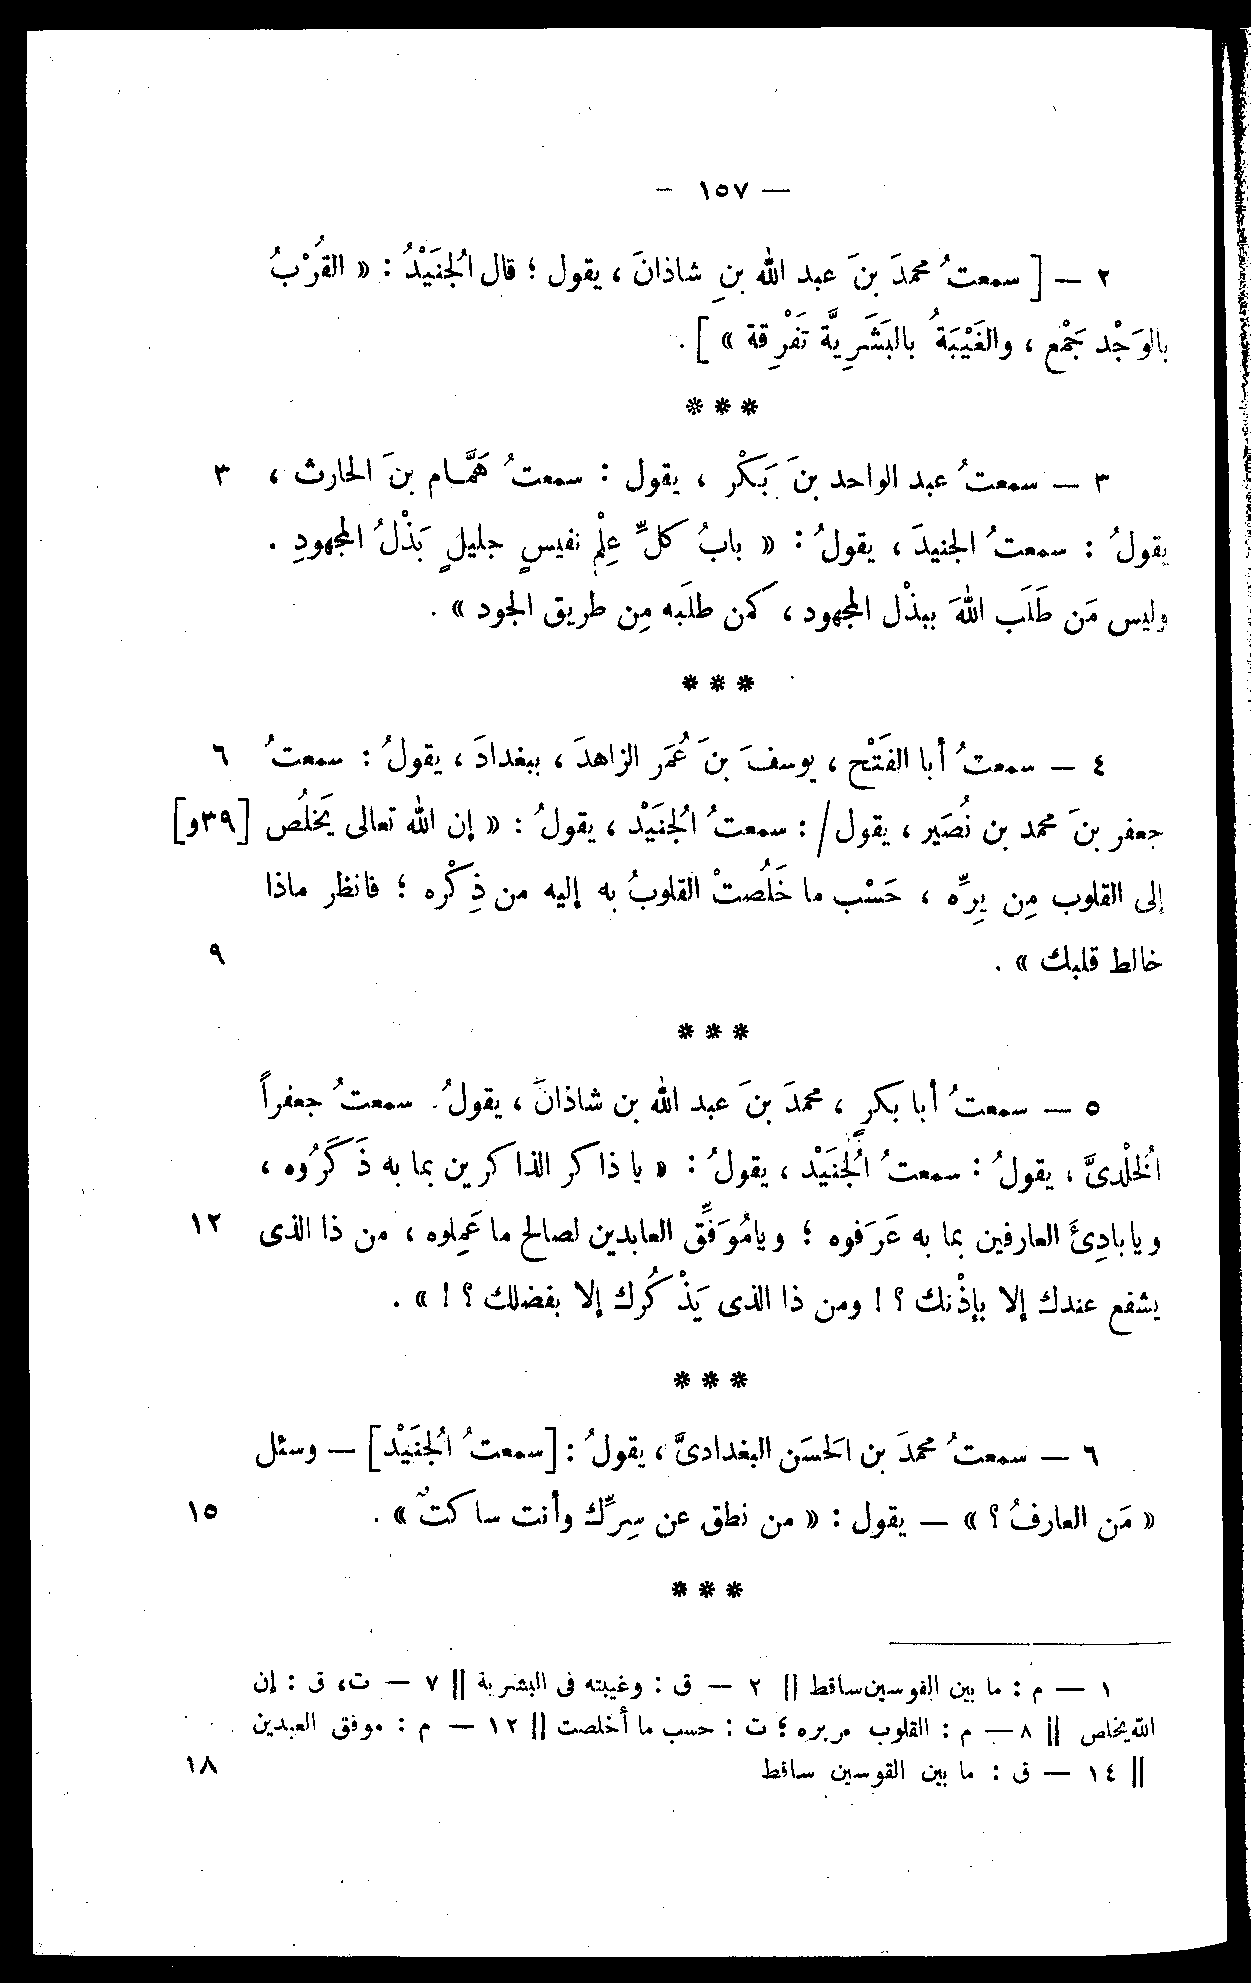 — ١٥٧ —
٢ — [ سمعتُ محمدَ بنَ عبد الله بنِ شاذانَ ، يقول ؛ قال الُجنَيْدُ : « القُرْبُ
بالوَجْد جَمْع ، والغَيْبَةُ بالبَشَرِيَّة تَفْرِقة » ] .
***
٣ — سمعتُ عبد الواحد بنَ بَكْر ، يقول : سمعتُ هَمَّام بنَ الحارث ، ٣
يقولُ : سمعتُ الجنيدَ ، يقولُ : « بابُ كلِّ عِلْمٍ نفيسٍ جليلٍ بَذْلُ المجهودِ .
وليس مَن طَلَب اللهَ ببذْل المجهود ، كمن طلَبه مِن طريق الجود » .
***
٤ — سمعتُ أبا الفَتْح ، يوسفَ بنَ عُمَر الزاهدَ ، ببغدادَ ، يقولُ : سمعتُ ٦
جعفر بنَ محمد بن نُصَير ، يقول / : سمعتُ الُجنَيْد ، يقولُ : « إن الله تعالى يَخلُص [٣٩و]
إلى القلوب مِن بِرِّه ، حَسْب ما خَلُصتْ القلوبُ به إليه من ذِكْره ؛ فانظر ماذا
خالط قلبك » . ٩
***
٥ — سمعتُ أبا بكرٍ ، محمدَ بنَ عبد الله بن شاذانَ ، يقولُ . سمعتُ جعفراً
الُخلْدىَّ ، يقولُ : سمعتُ الُجنَيْد ، يقولُ : « يا ذاكر الذاكرين بما به ذَكَرُوه ،
ويا بادِئَ العارفين بما به عَرَفوه ؛ ويامُوَفِّق العابدين لصالح ما عَمِلوه ، من ذا الذى ١٢
يشفع عندك إلا بإذْنك ؟ ! ومن ذا الذى يَذْكُرك إلا بفضلك ؟ ! » .
***
٦ — سمعتُ محمدَ بن الَحسَن البغدادىَّ ، يقولُ : [سمعتُ الُجنَيْد] — وسئل
« مَن العارفُ ؟ » — يقول : « من نطق عن سِرِّك وأنت ساكتٌ » . ١٥
***
١ — م : ما بين القوسين ساقط || ٢ — ق : وغيبته فى البشرية || ٧ — ت، ق : إن
الله يخلص || ٨ — م : القلوب من بره ؛ ت : حسب ما أخلصت || ١٢ — م : موفق العبدين
|| ١٤ — ق : ما بين القوسين ساقط ١٨